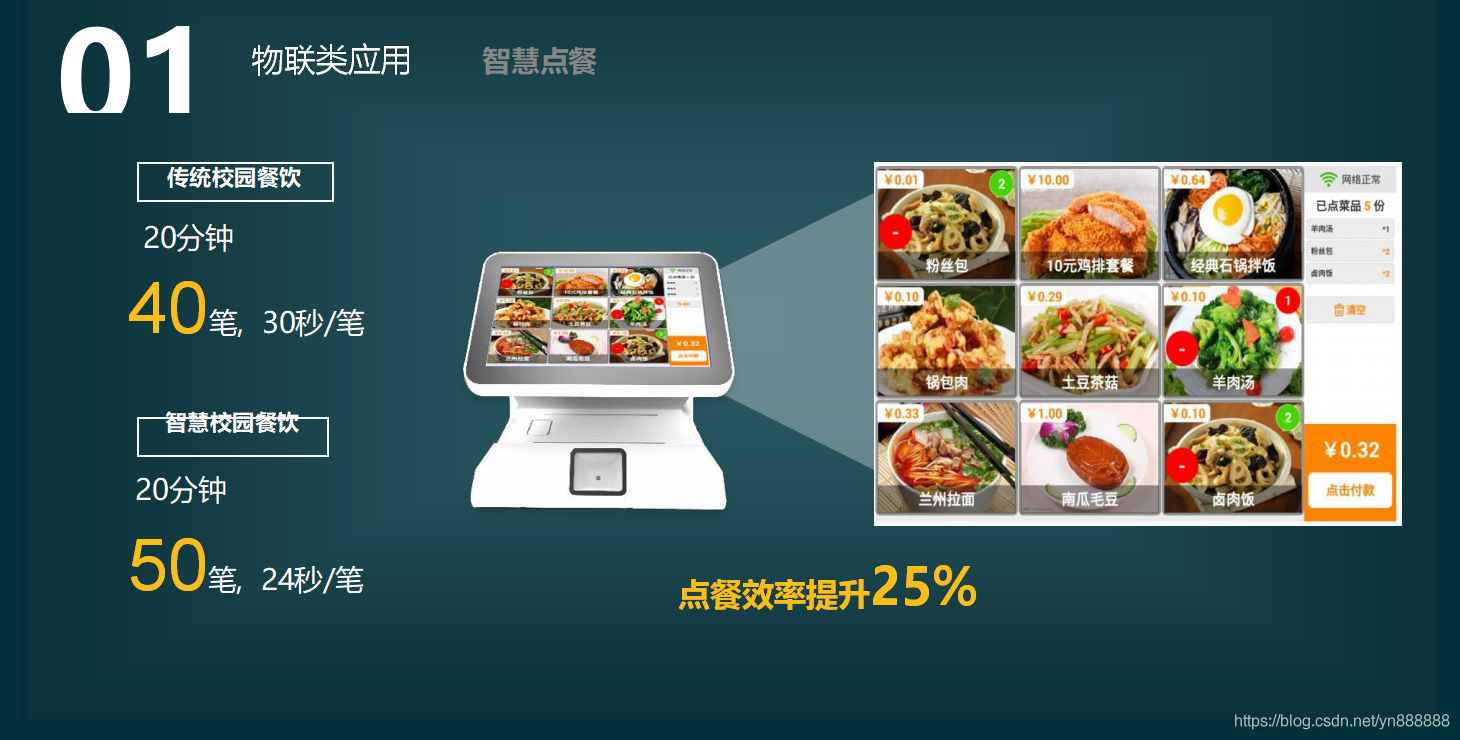 01
物联类应用
智慧点餐
传统校园餐饮
20分钟
40笔, 30秒/笔
智慧校园餐饮
20分钟
50笔, 24秒/笔
点餐效率提升25%
¥0.01
2
-
粉丝包
¥10.00
10元鸡排套餐
¥0.64
经典石锅拌饭
¥0.10
锅包肉
¥0.29
土豆茶菇
¥0.10
1
-
羊肉汤
¥0.33
兰州拉面
¥1.00
南瓜毛豆
¥0.10
2
-
卤肉饭
网络正常
已点菜品 5 份
羊肉汤 *1
粉丝包 *2
卤肉饭 *2
清空
¥0.32
点击付款
https://blog.csdn.net/yn888888